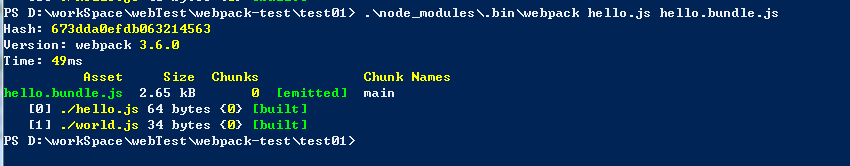 PS D:\workSpace\webTest\webpack-test\test01> .\node_modules\.bin\webpack hello.js hello.bundle.js
Hash: 673dda0efdb063214563
Version: webpack 3.6.0
Time: 49ms
Asset Size Chunks Chunk Names
hello.bundle.js 2.65 kB 0 [emitted] main
[0] ./hello.js 64 bytes {0} [built]
[1] ./world.js 34 bytes {0} [built]
PS D:\workSpace\webTest\webpack-test\test01>